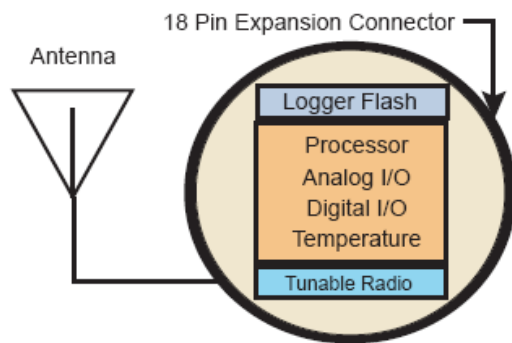 18 Pin Expansion Connector
Antenna
Logger Flash
Processor
Analog I/O
Digital I/O
Temperature
Tunable Radio